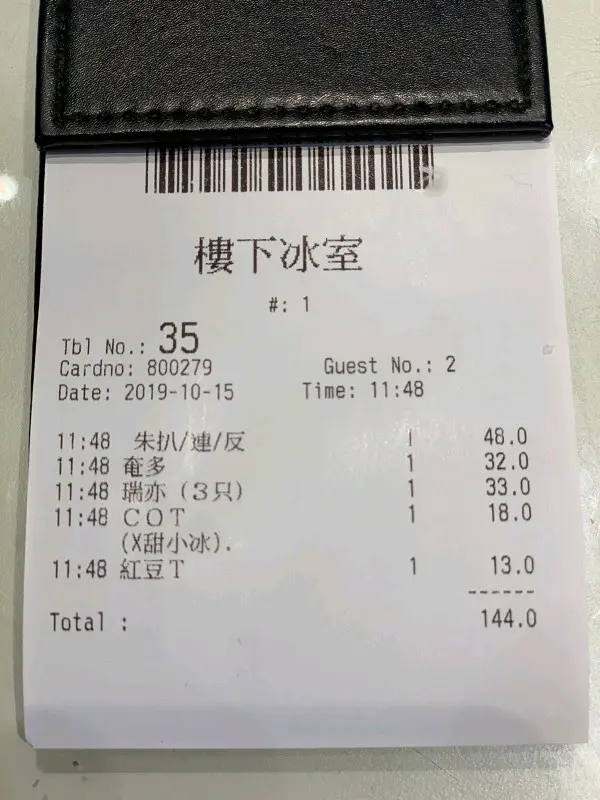 樓下冰室
#: 1
Tbl No.: 35
Cardno: 800279 Guest No.: 2
Date: 2019-10-15 Time: 11:48
11:48 朱扒/連/反 1 48.0
11:48 奄多 1 32.0
11:48 瑞亦（3只） 1 33.0
11:48 COT 1 18.0
(X甜小冰).
11:48 紅豆T 1 13.0
------
Total : 144.0